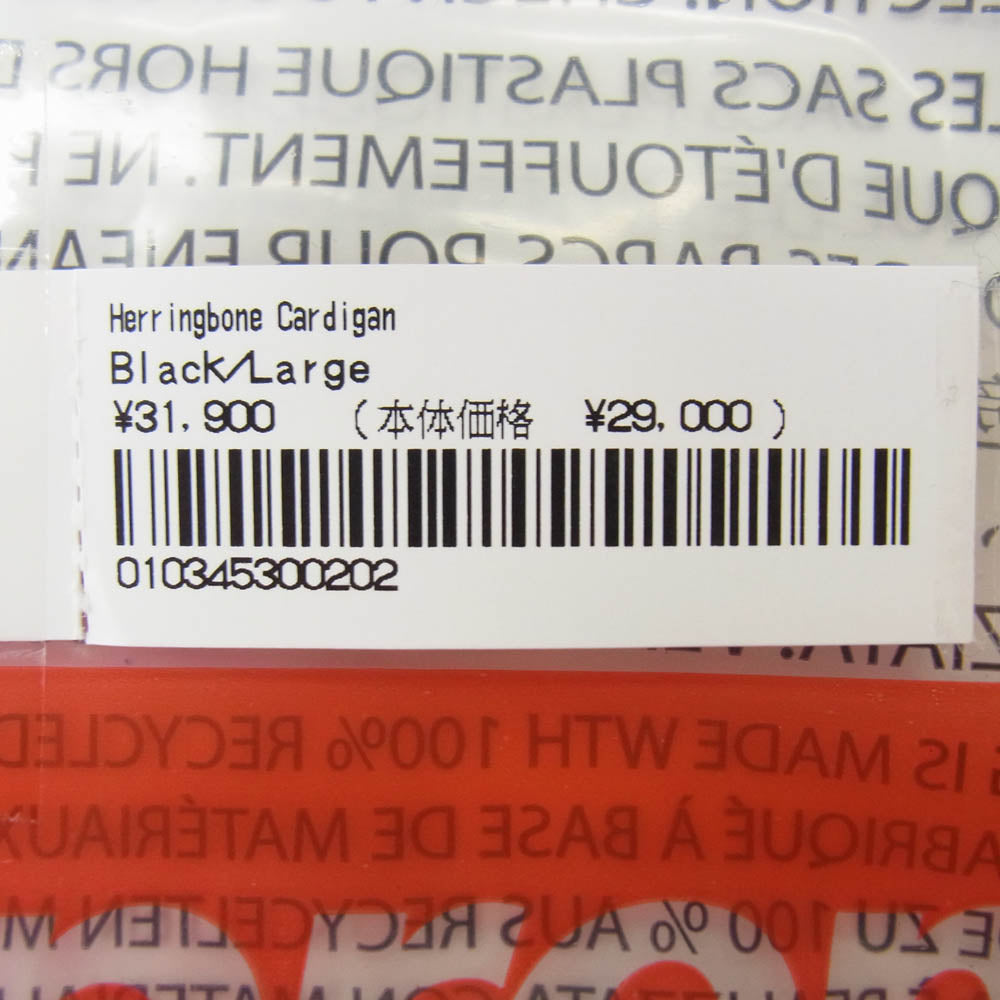 LES SACS PLASTIQUE HORS D
QUE D'ÉTOUFFEMENT. NE P
Herringbone Cardigan
Black/Large
¥31,900 (本体価格 ¥29,000)
010345300202
IS MADE WTH 100% RECYCLED
ABRIQUÉ À BASE DE MATÉRIAUX
ZU 100 % AUS RECYCELTEN M